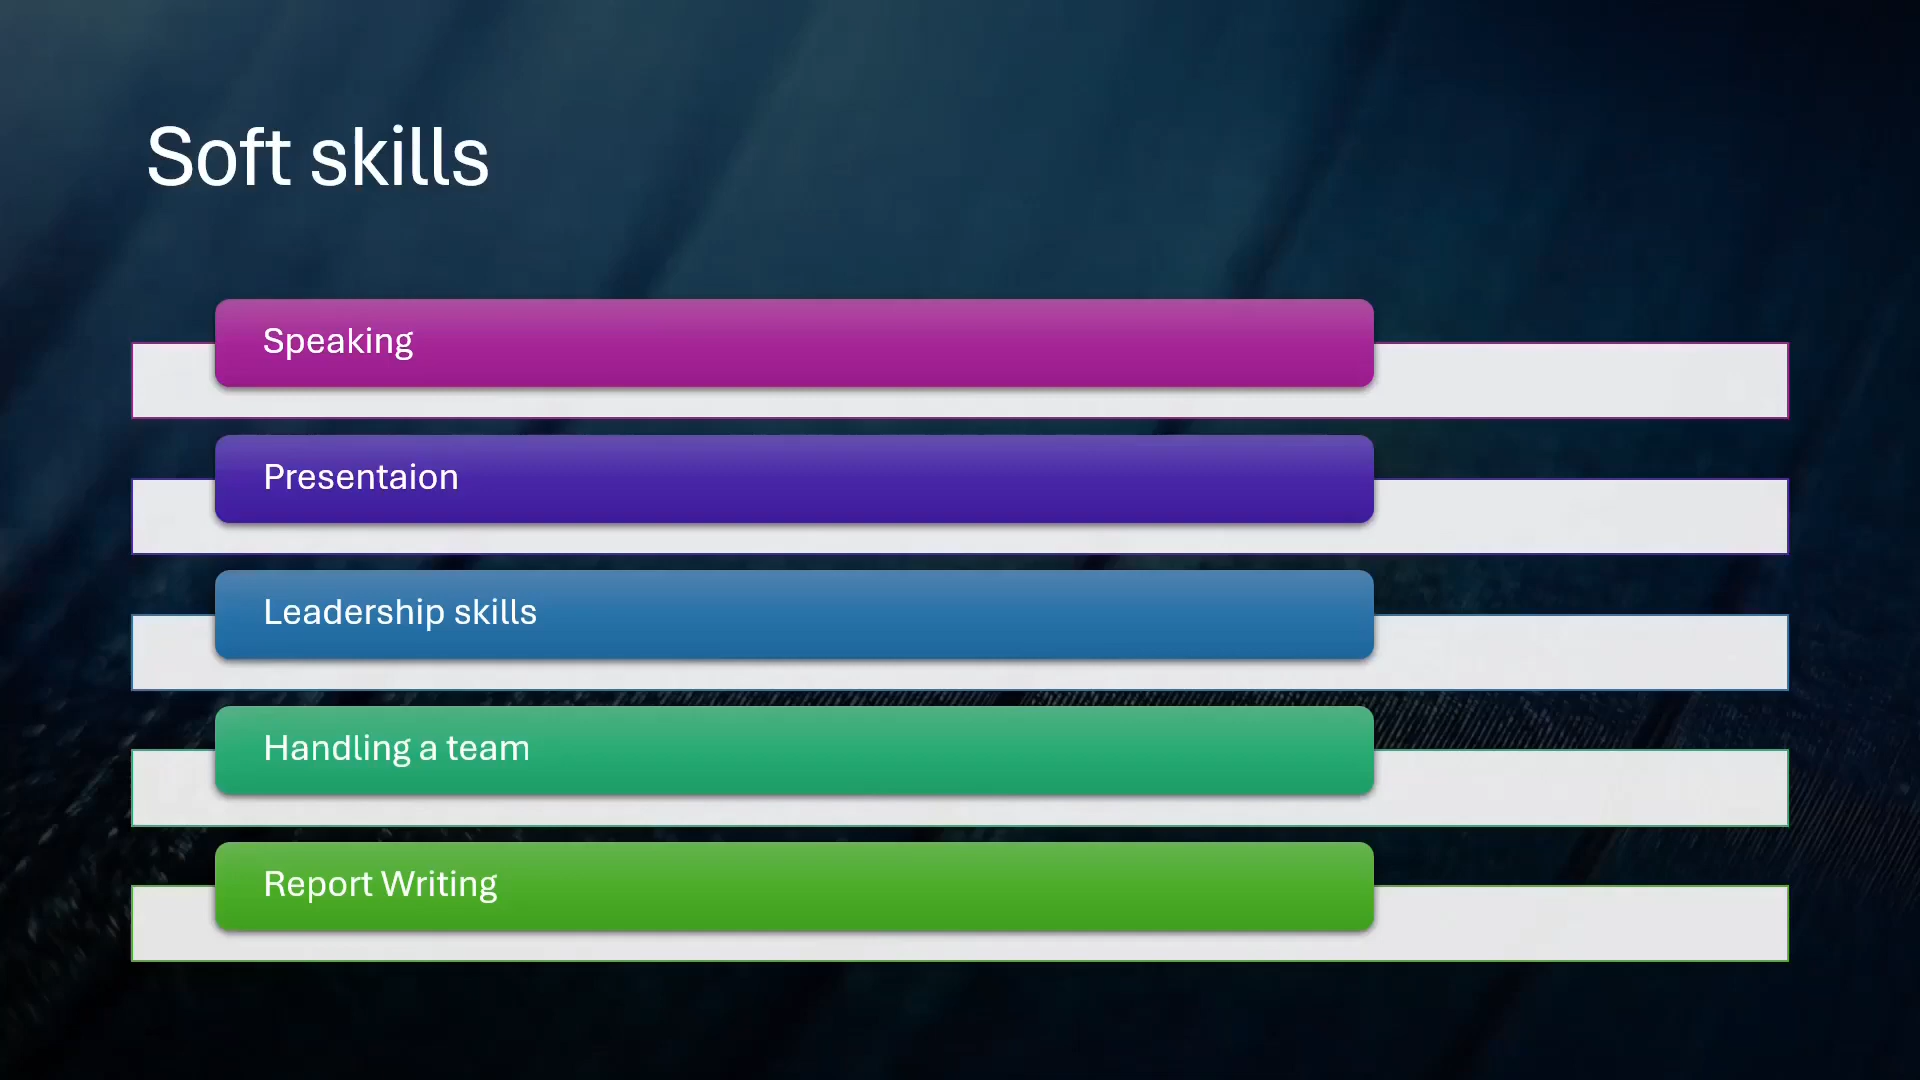 Soft skills
Speaking
Presentaion
Leadership skills
Handling a team
Report Writing